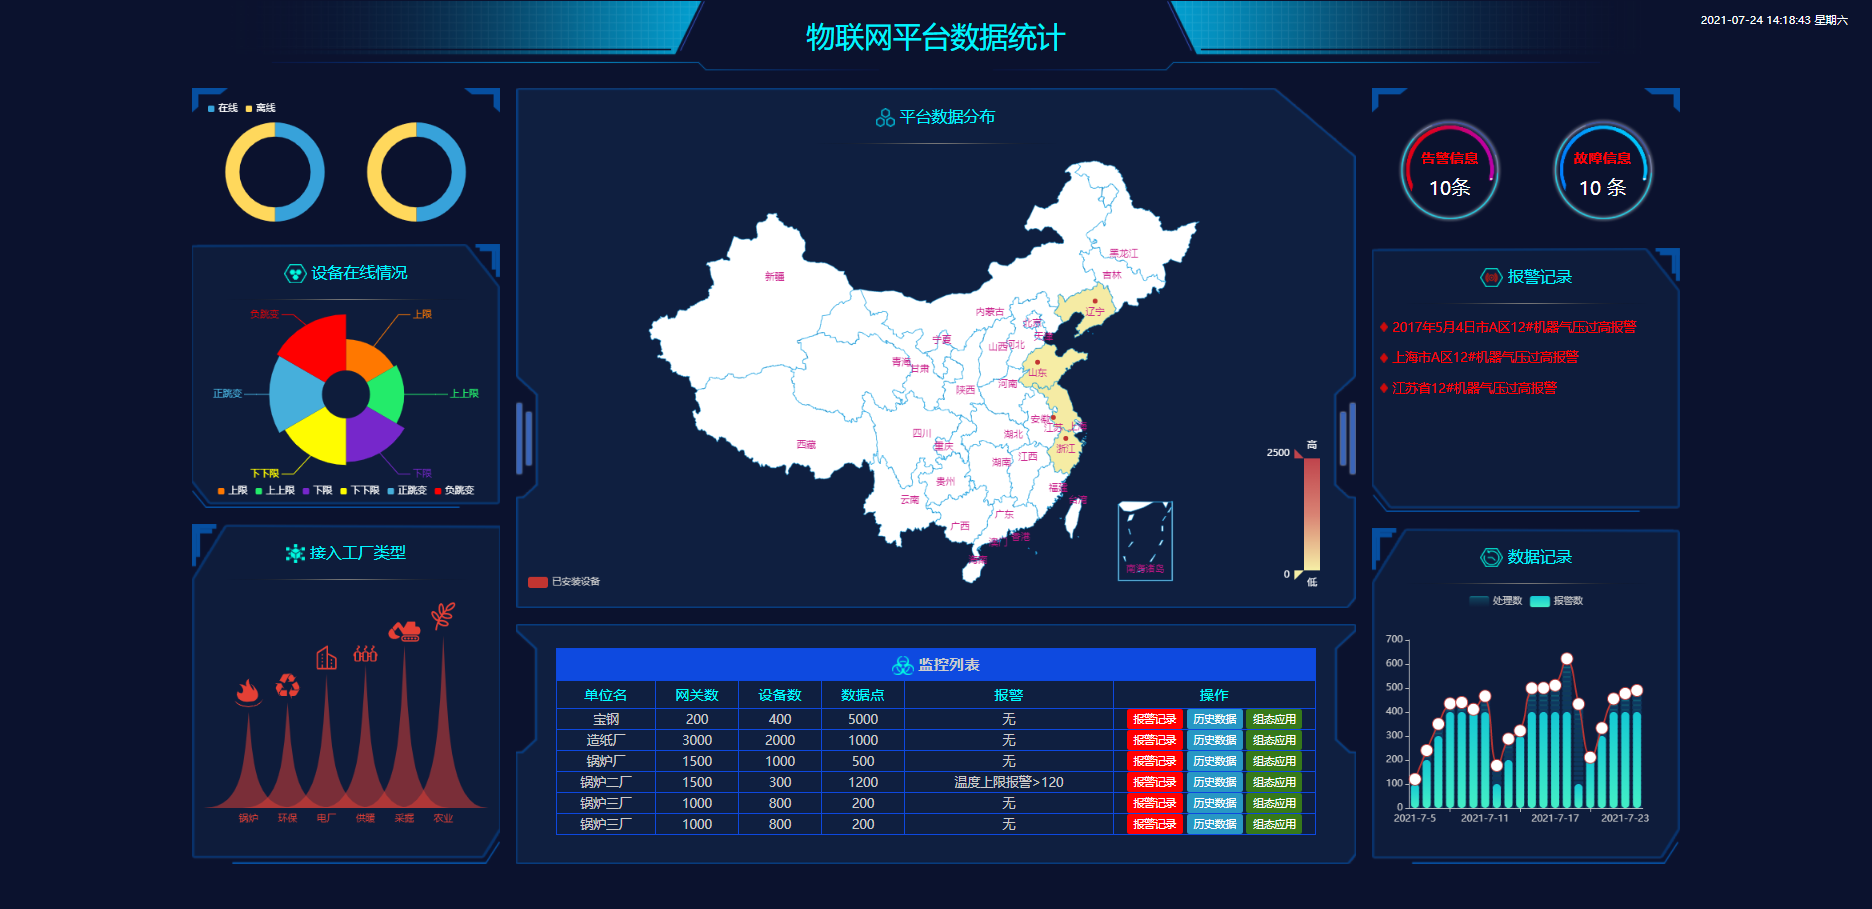 物联网平台数据统计
2021-07-24 14:18:43 星期六
在线 离线
设备在线情况
负跳变 上限
正跳变 上上限
下下限 下限
上限 上上限 下限 下下限 正跳变 负跳变
接入工厂类型
锅炉 环保 电厂 供暖 采掘 农业
平台数据分布
黑龙江
新疆 吉林
内蒙古 辽宁
北京
天津
宁夏
山西 河北
青海
甘肃 山东
陕西 河南
安徽
江苏 上海
四川 湖北
重庆 浙江
西藏
湖南 江西
贵州 福建
云南 台湾
广西 广东
澳门 香港
海南
南海诸岛
高
2500
0
低
已安装设备
监控列表
单位名 网关数 设备数 数据点 报警 操作
宝钢 200 400 5000 无 报警记录 历史数据 组态应用
造纸厂 3000 2000 1000 无 报警记录 历史数据 组态应用
锅炉厂 1500 1000 500 无 报警记录 历史数据 组态应用
锅炉二厂 1500 300 1200 温度上限报警>120 报警记录 历史数据 组态应用
锅炉三厂 1000 800 200 无 报警记录 历史数据 组态应用
锅炉三厂 1000 800 200 无 报警记录 历史数据 组态应用
告警信息 故障信息
10条 10 条
报警记录
2017年5月4日市A区12#机器气压过高报警
上海市A区12#机器气压过高报警
江苏省12#机器气压过高报警
数据记录
处理数 报警数
700
600
500
400
300
200
100
0
2021-7-5 2021-7-11 2021-7-17 2021-7-23